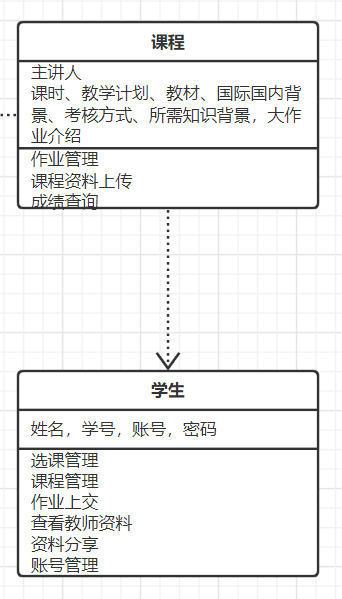 课程
主讲人
课时、教学计划、教材、国际国内背
景、考核方式、所需知识背景，大作
业介绍
作业管理
课程资料上传
成绩查询
学生
姓名，学号，账号，密码
选课管理
课程管理
作业上交
查看教师资料
资料分享
账号管理